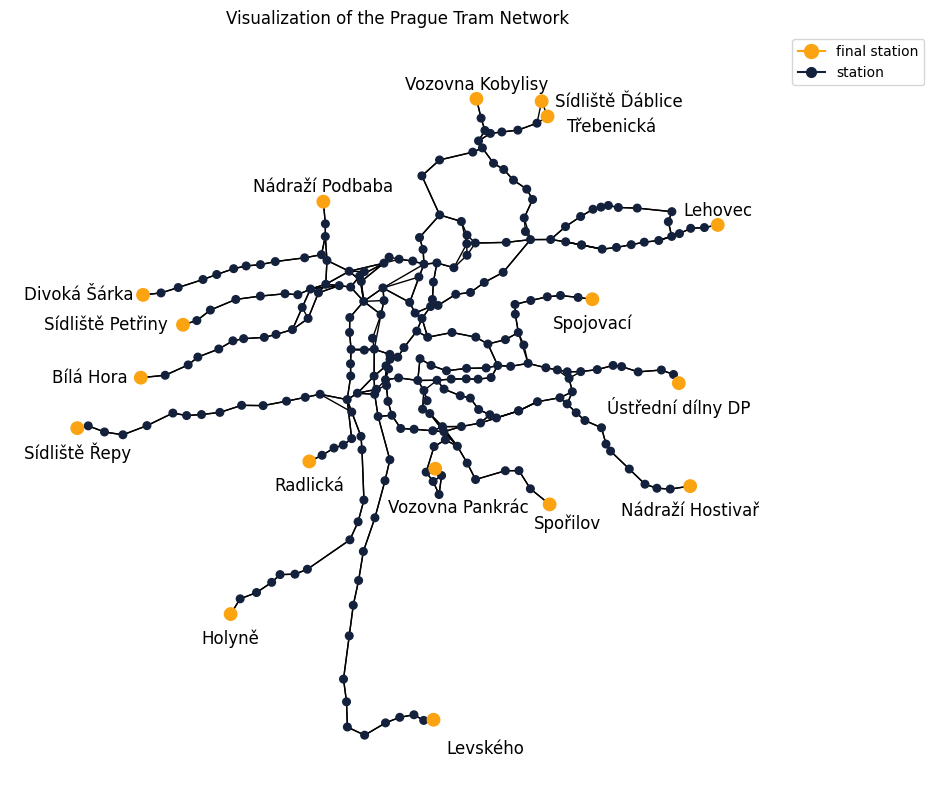 Visualization of the Prague Tram Network
final station
station
Vozovna Kobylisy
Sídliště Ďáblice
Třebenická
Nádraží Podbaba
Lehovec
Divoká Šárka
Sídliště Petřiny
Spojovací
Bílá Hora
Ústřední dílny DP
Sídliště Řepy
Radlická
Vozovna Pankrác
Nádraží Hostivař
Spořilov
Holyně
Levského